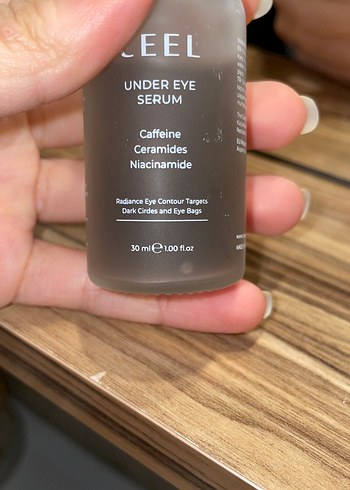 CEEL
UNDER EYE
SERUM
Caffeine
Ceramides
Niacinamide
Radiance Eye Contour Targets
Dark Circles and Eye Bags
30 ml ℮ 1.00 fl.oz